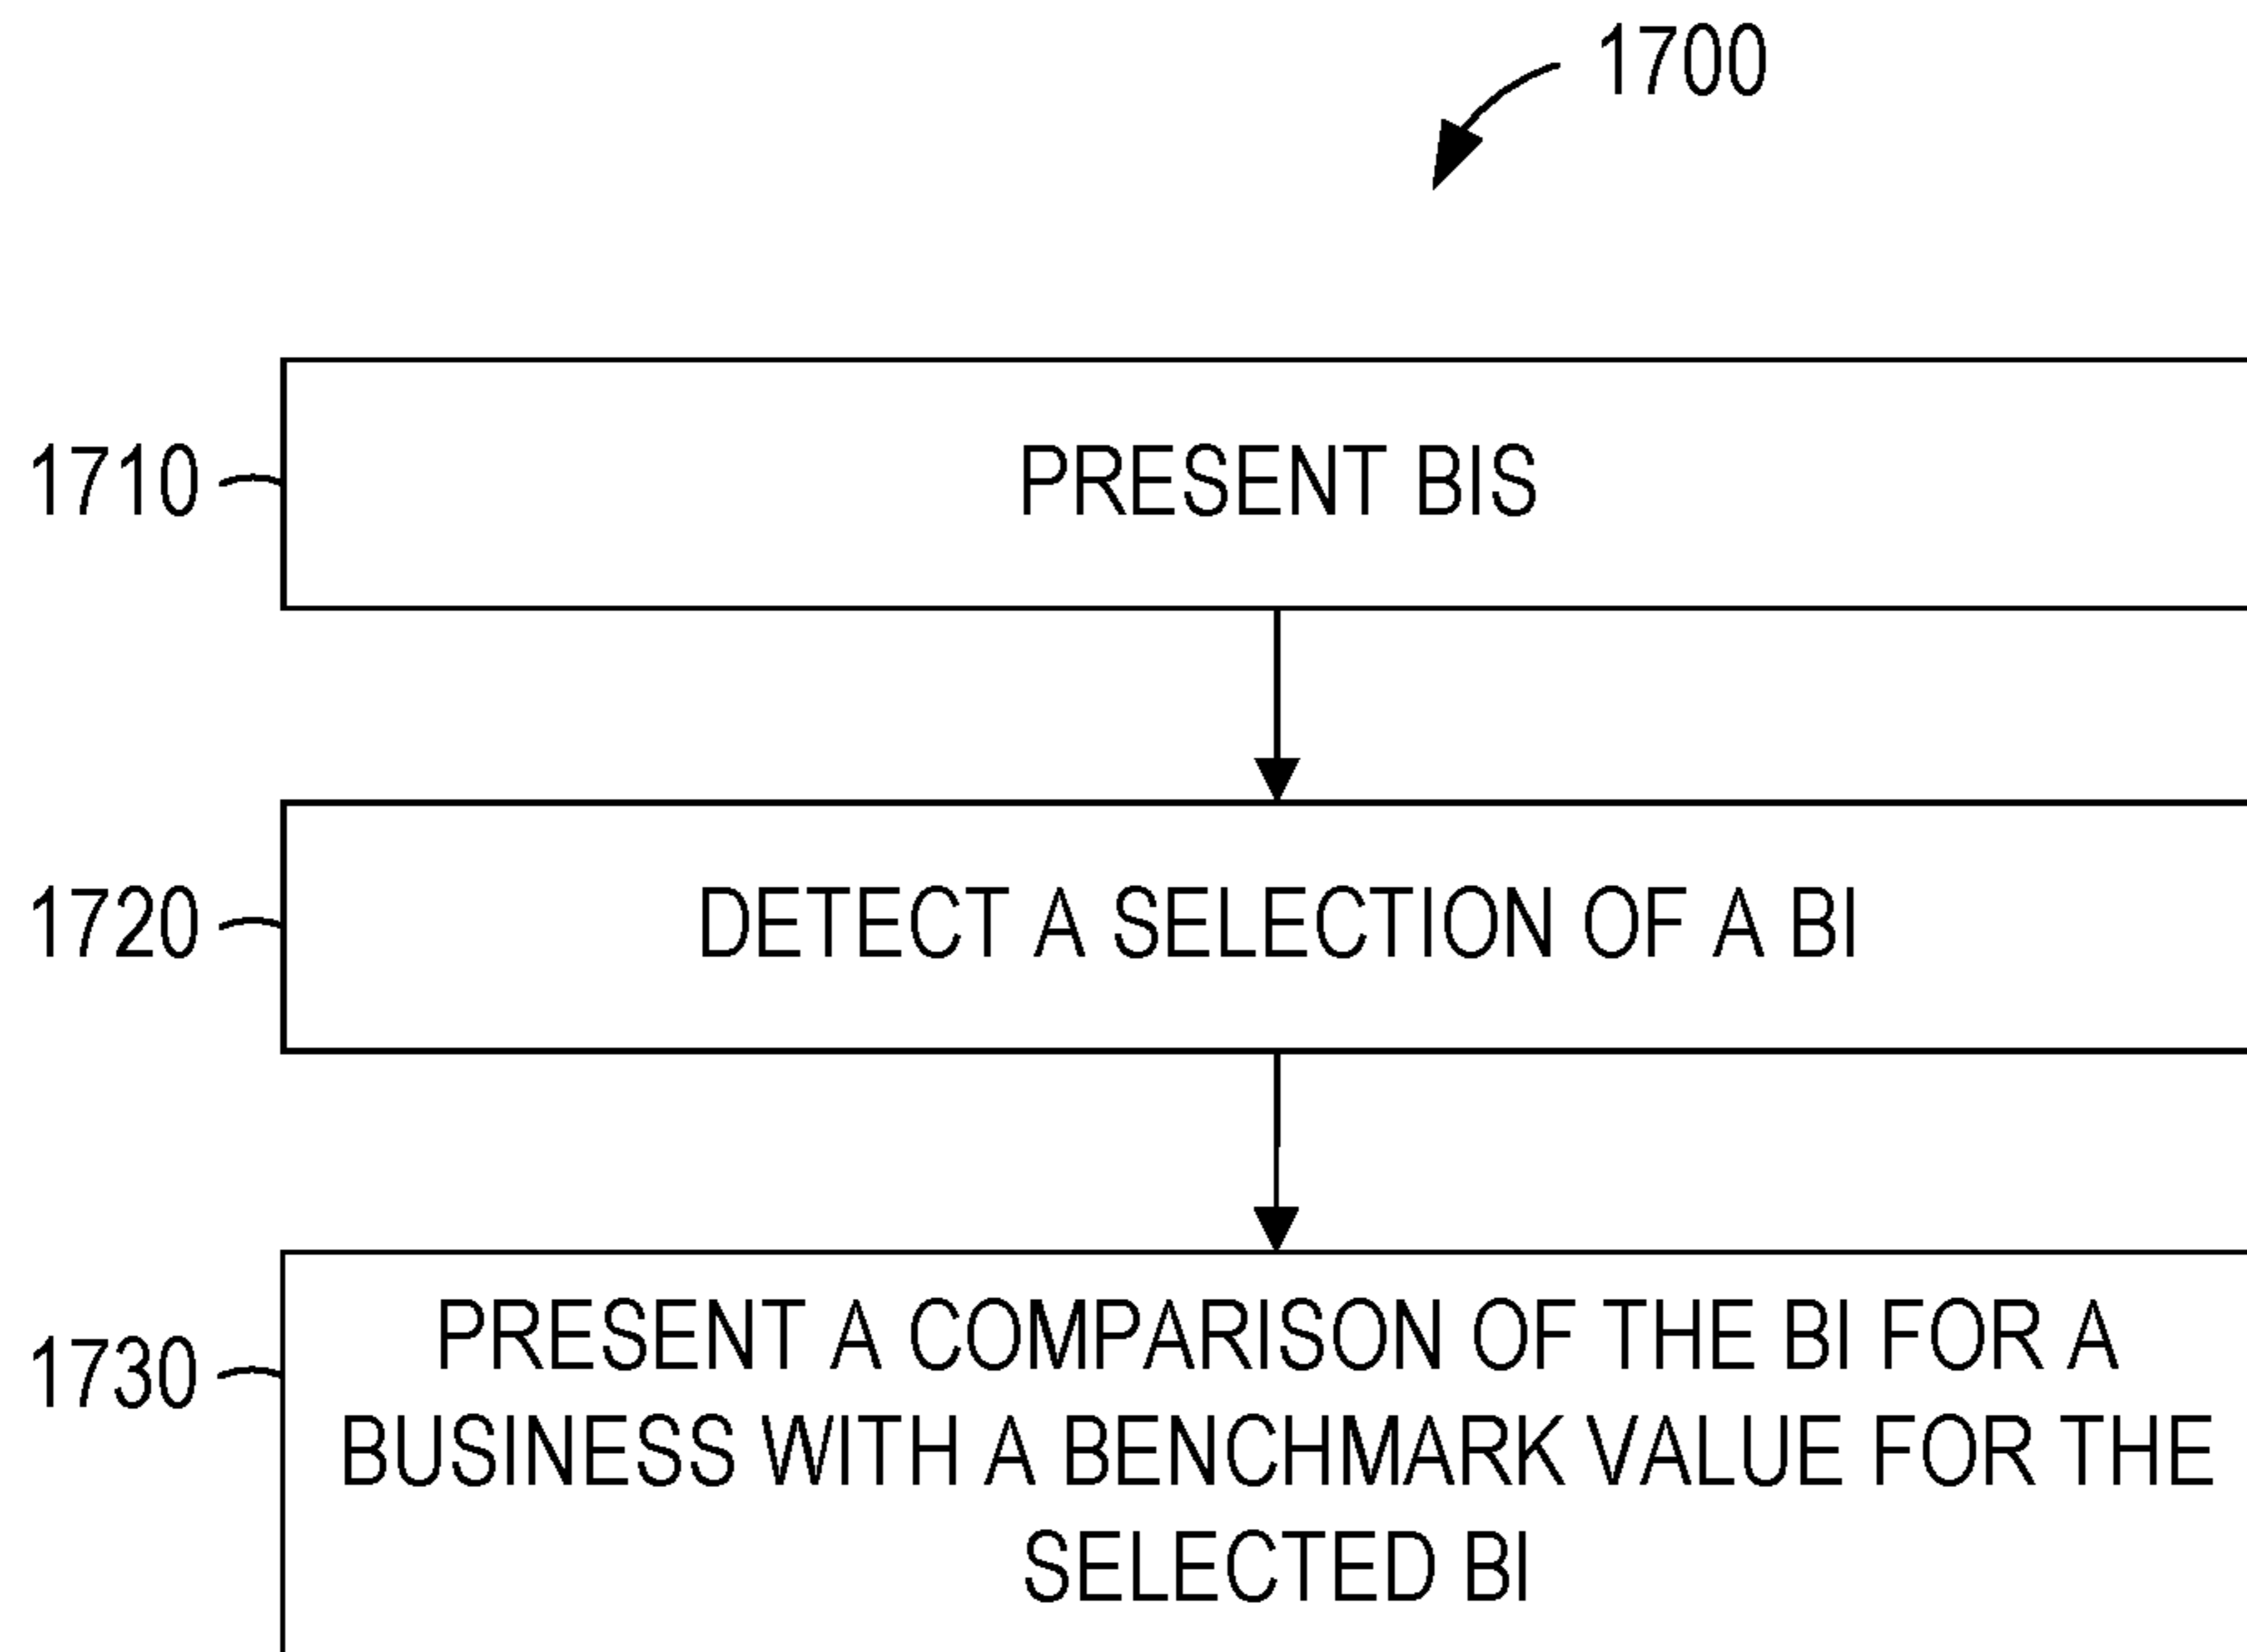 1700
1710
PRESENT BIS
1720
DETECT A SELECTION OF A BI
1730
PRESENT A COMPARISON OF THE BI FOR A
BUSINESS WITH A BENCHMARK VALUE FOR THE
SELECTED BI